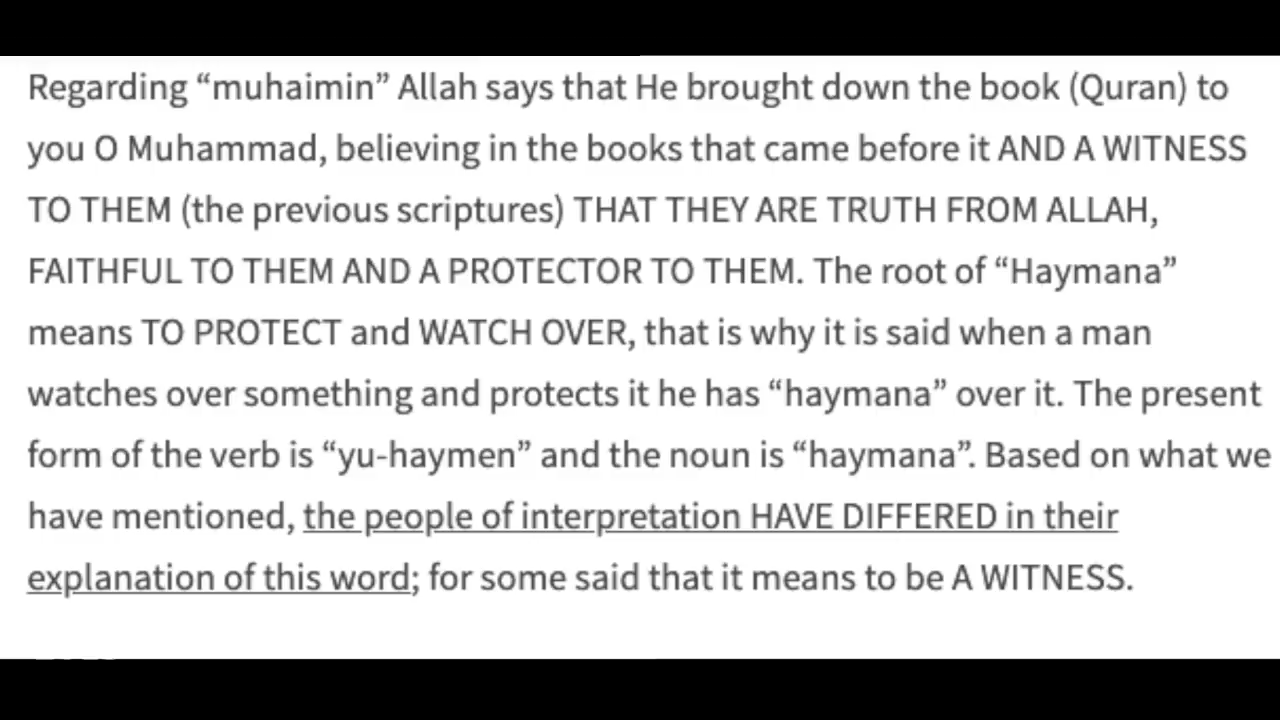 Regarding “muhaimin” Allah says that He brought down the book (Quran) to
you O Muhammad, believing in the books that came before it AND A WITNESS
TO THEM (the previous scriptures) THAT THEY ARE TRUTH FROM ALLAH,
FAITHFUL TO THEM AND A PROTECTOR TO THEM. The root of “Haymana”
means TO PROTECT and WATCH OVER, that is why it is said when a man
watches over something and protects it he has “haymana” over it. The present
form of the verb is “yu-haymen” and the noun is “haymana”. Based on what we
have mentioned, the people of interpretation HAVE DIFFERED in their
explanation of this word; for some said that it means to be A WITNESS.